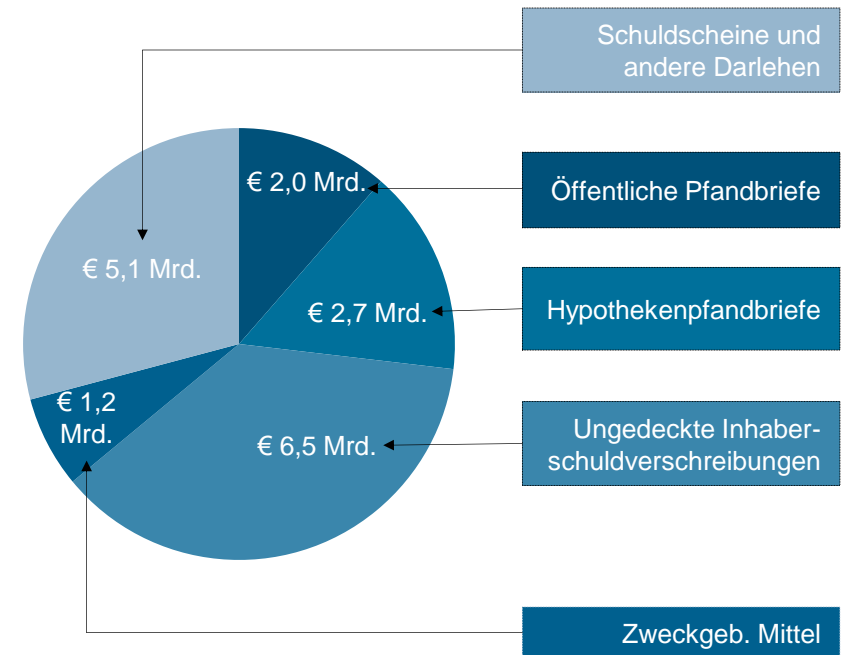 Schuldscheine und
andere Darlehen
€ 2,0 Mrd.
Öffentliche Pfandbriefe
€ 5,1 Mrd.
€ 2,7 Mrd.
Hypothekenpfandbriefe
€ 1,2
Mrd.
€ 6,5 Mrd.
Ungedeckte Inhaber-
schuldverschreibungen
Zweckgeb. Mittel